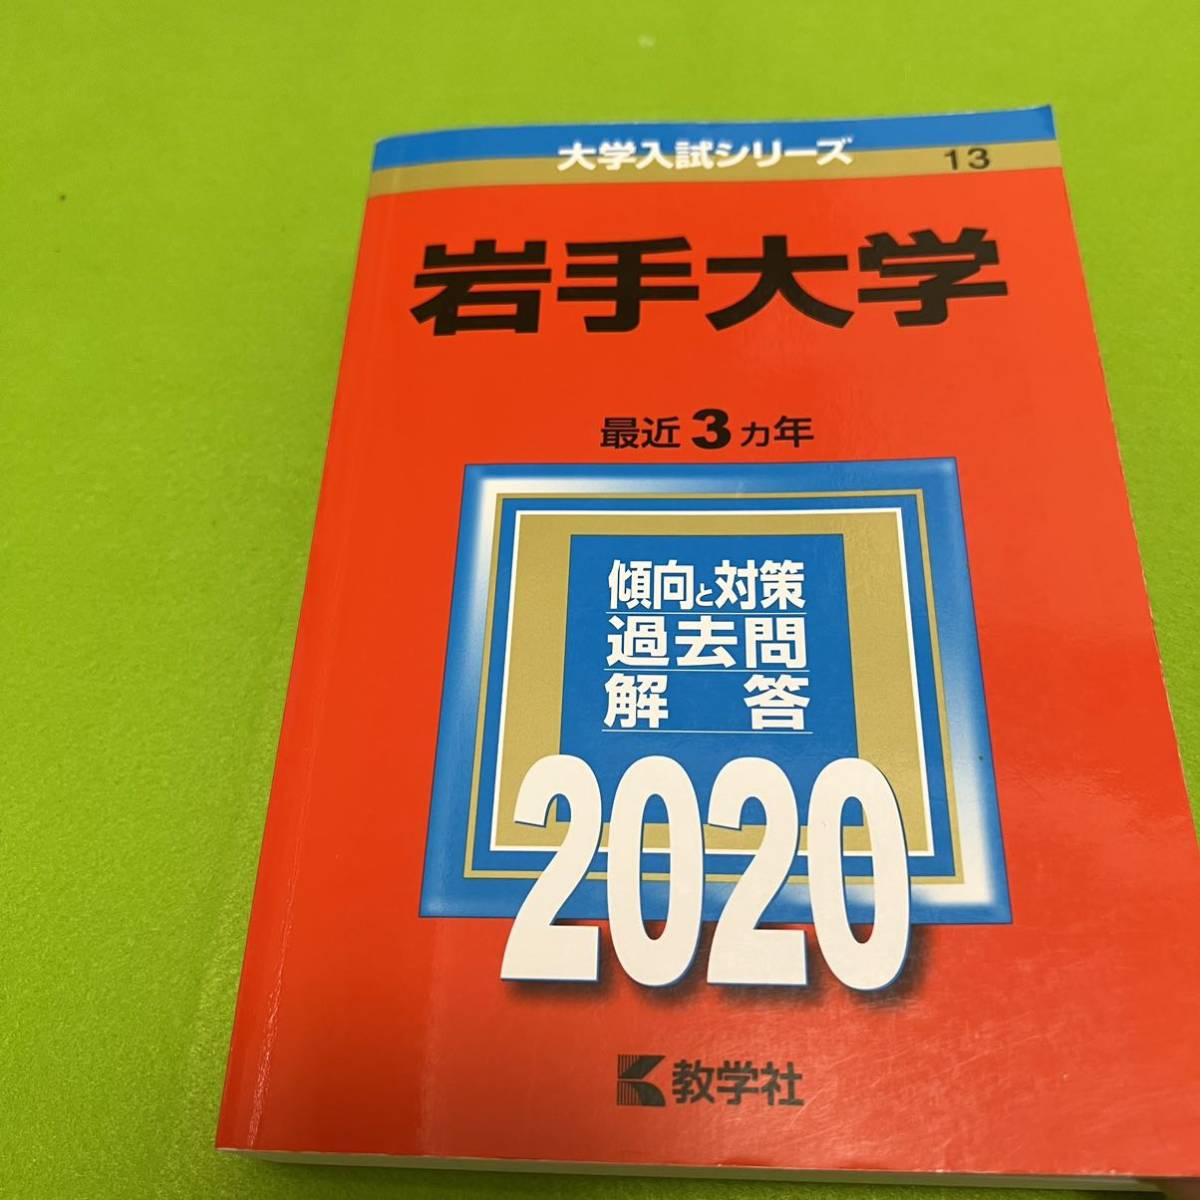 大学入試シリーズ 13
岩手大学
最近3カ年
傾向と対策
過去問
解答
2020
教学社